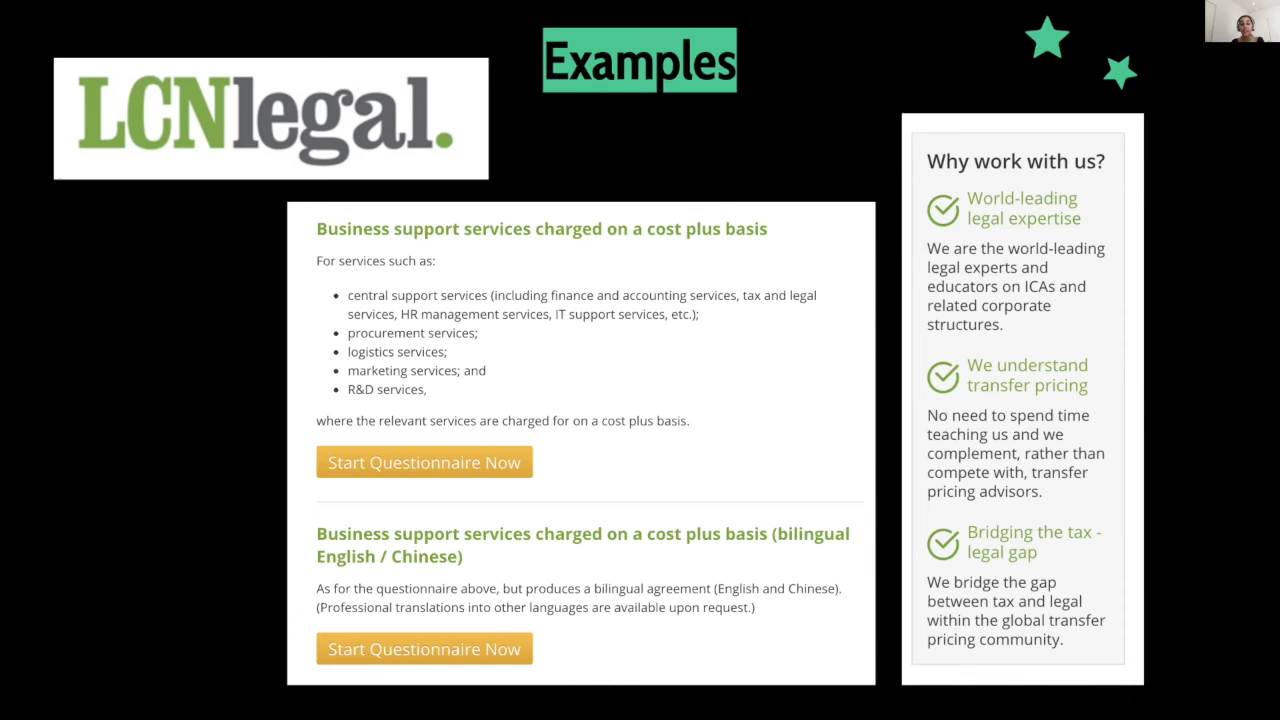 Examples
LCNlegal.
Business support services charged on a cost plus basis
For services such as:
• central support services (including finance and accounting services, tax and legal
services, HR management services, IT support services, etc.);
• procurement services;
• logistics services;
• marketing services; and
• R&D services,
where the relevant services are charged for on a cost plus basis.
Start Questionnaire Now
Business support services charged on a cost plus basis (bilingual
English / Chinese)
As for the questionnaire above, but produces a bilingual agreement (English and Chinese).
(Professional translations into other languages are available upon request.)
Start Questionnaire Now
Why work with us?
World-leading
legal expertise
We are the world-leading
legal experts and
educators on ICAs and
related corporate
structures.
We understand
transfer pricing
No need to spend time
teaching us and we
complement, rather than
compete with, transfer
pricing advisors.
Bridging the tax -
legal gap
We bridge the gap
between tax and legal
within the global transfer
pricing community.